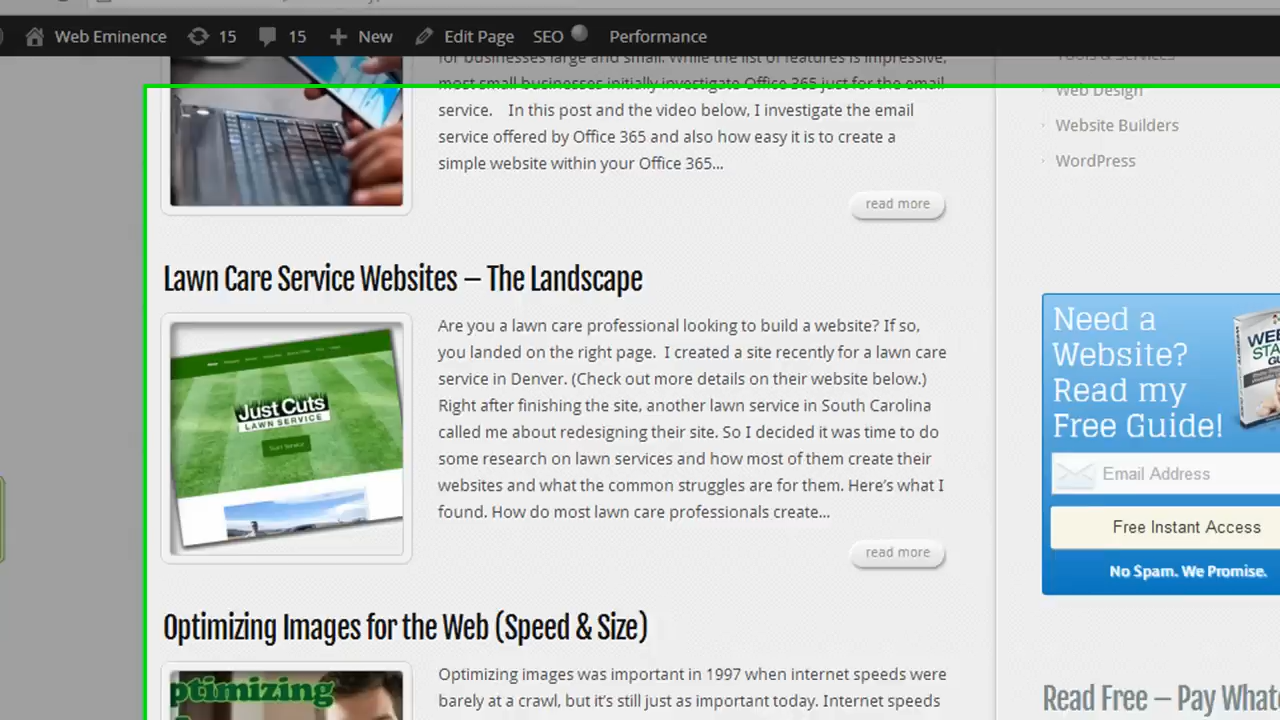 Web Eminence 15 15 New Edit Page SEO Performance
for businesses large and small. While the list of features is impressive,
most small businesses initially investigate Office 365 just for the email
service. In this post and the video below, I investigate the email
service offered by Office 365 and also how easy it is to create a
simple website within your Office 365...
read more
Lawn Care Service Websites – The Landscape
Just Cuts
LAWN SERVICE
Are you a lawn care professional looking to build a website? If so,
you landed on the right page. I created a site recently for a lawn care
service in Denver. (Check out more details on their website below.)
Right after finishing the site, another lawn service in South Carolina
called me about redesigning their site. So I decided it was time to do
some research on lawn services and how most of them create their
websites and what the common struggles are for them. Here’s what I
found. How do most lawn care professionals create...
read more
Optimizing Images for the Web (Speed & Size)
ptimizing
Optimizing images was important in 1997 when internet speeds were
barely at a crawl, but it’s still just as important today. Internet speeds
Tools & Services
Web Design
Website Builders
WordPress
Need a
Website?
Read my
Free Guide!
Email Address
Free Instant Access
No Spam. We Promise.
Read Free – Pay What